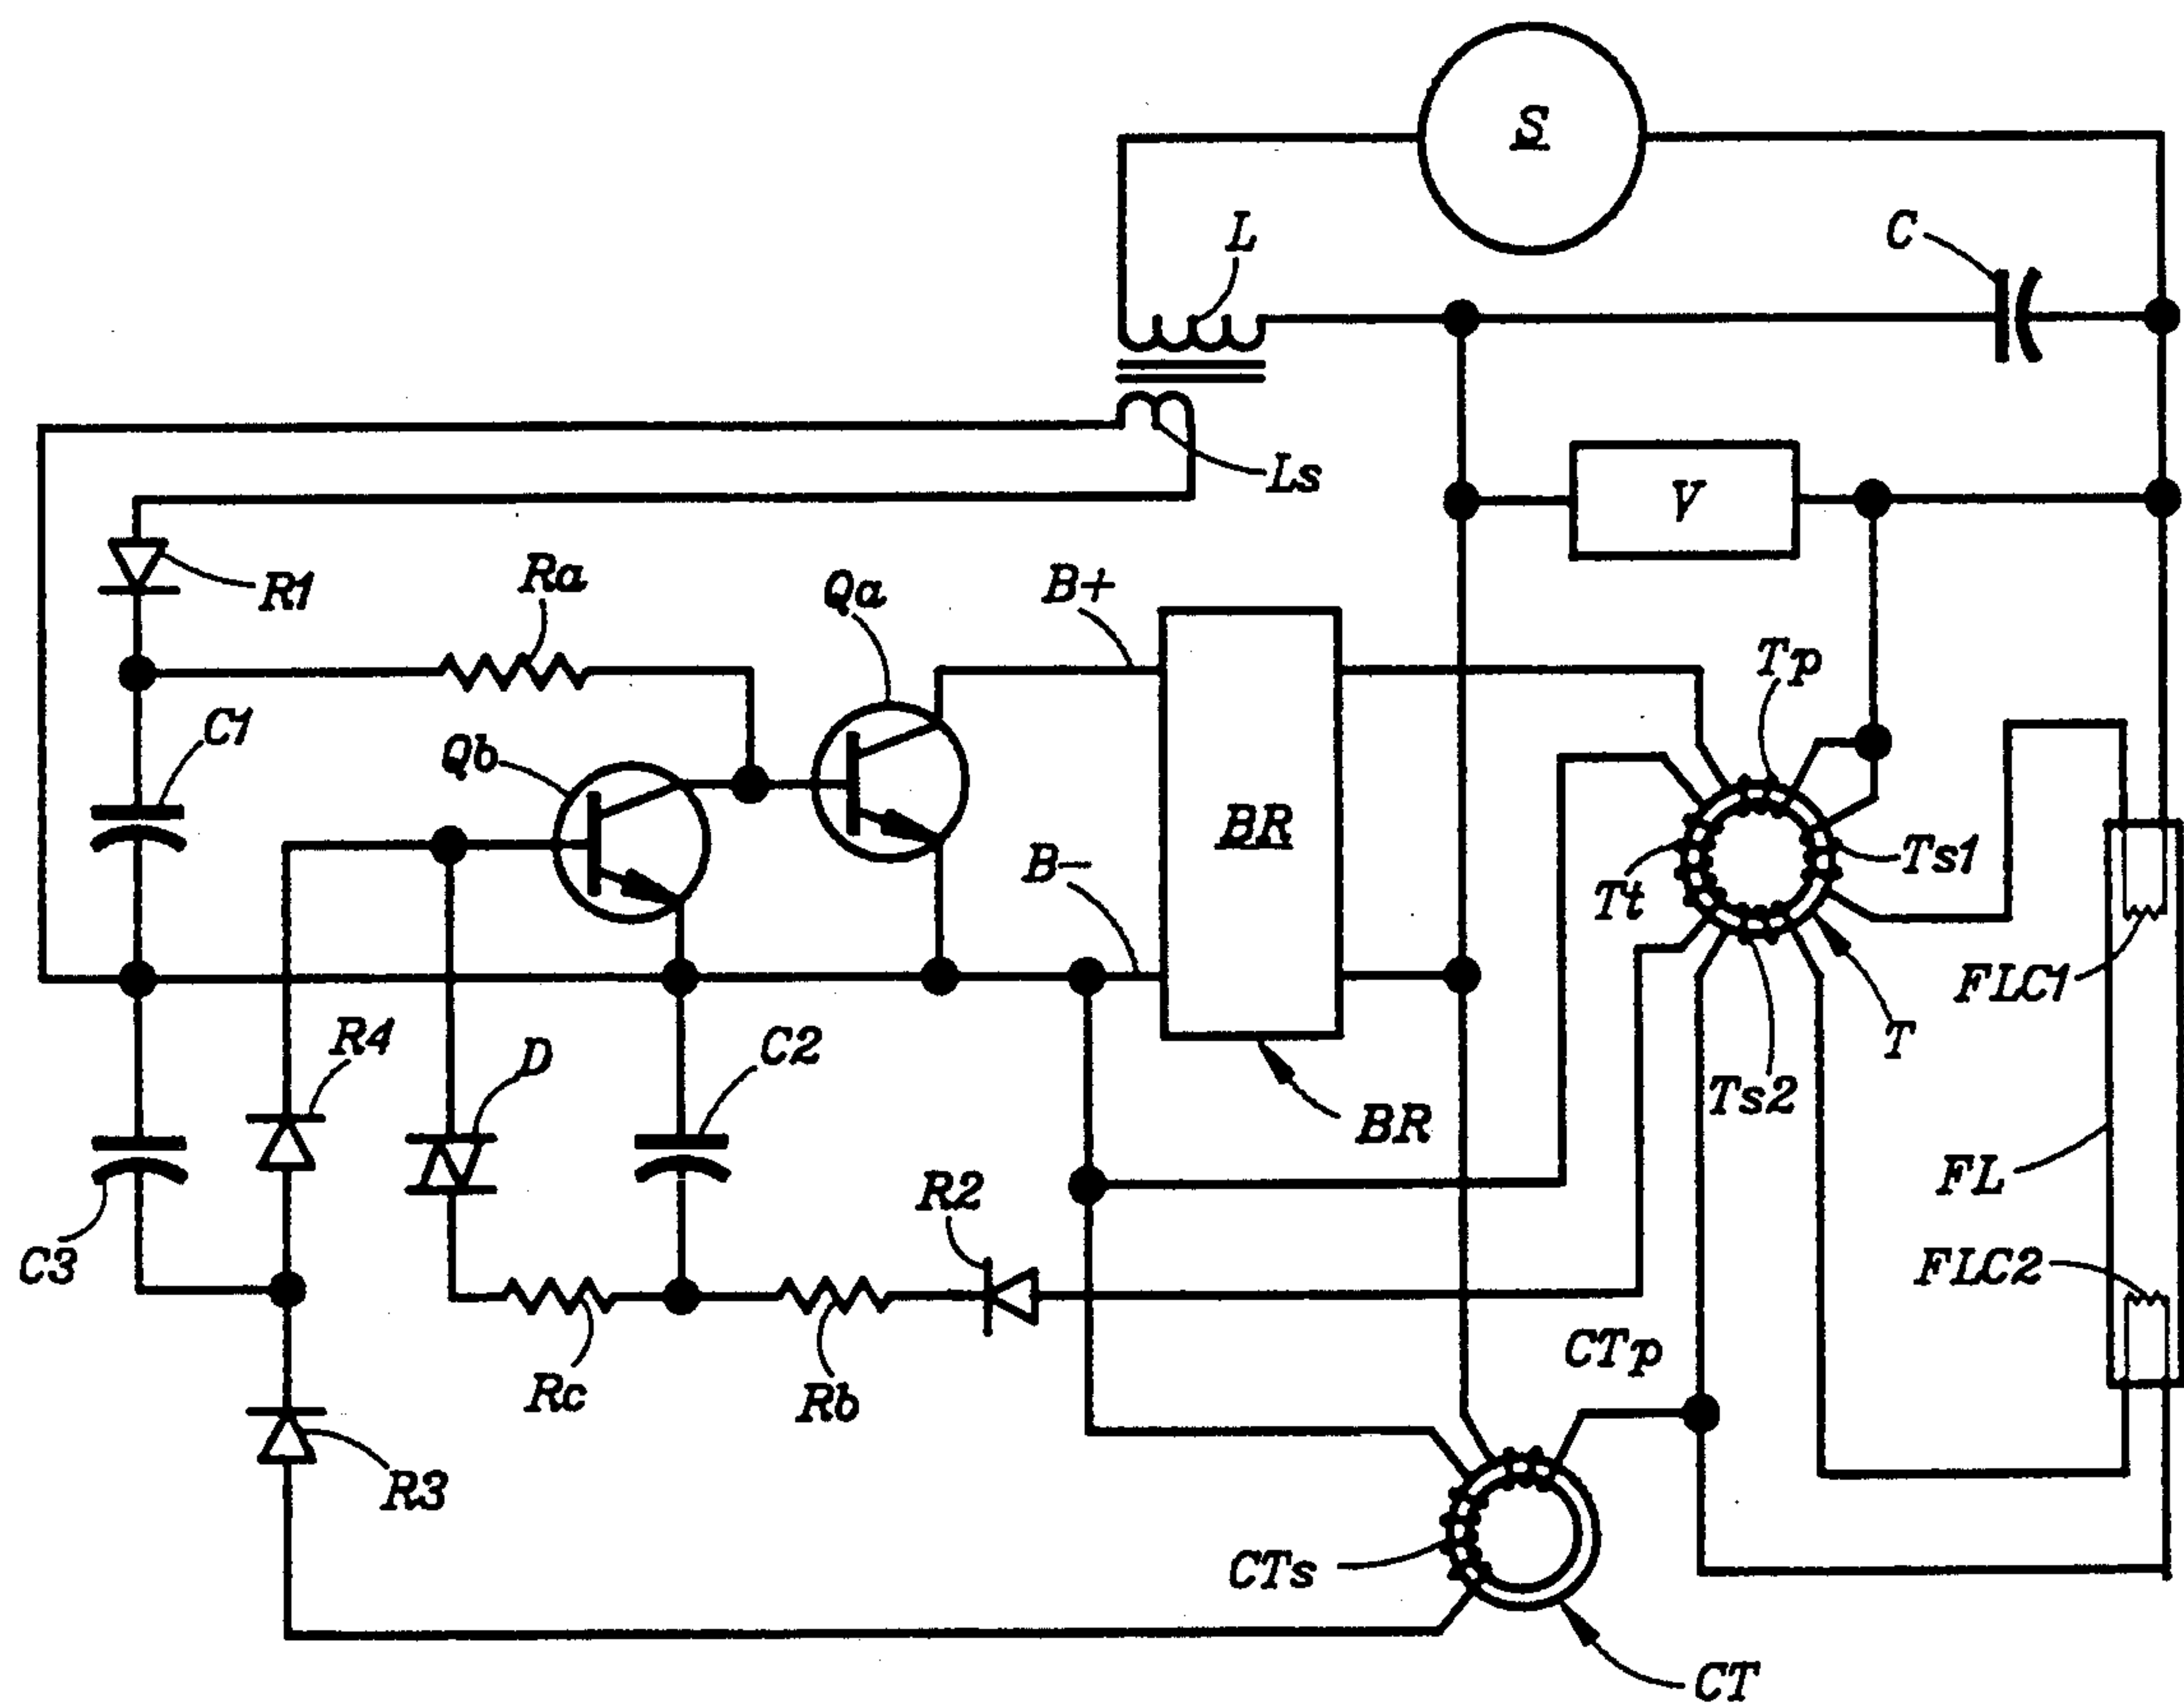 S
C
L
Ls
V
R1
Ra
Qa
B+
Tp
C1
Qb
BR
B-
Tt
Ts1
FLC1
R4
D
C2
T
Ts2
BR
FL
R2
C3
FLC2
CTp
Rc
Rb
R3
CTs
CT